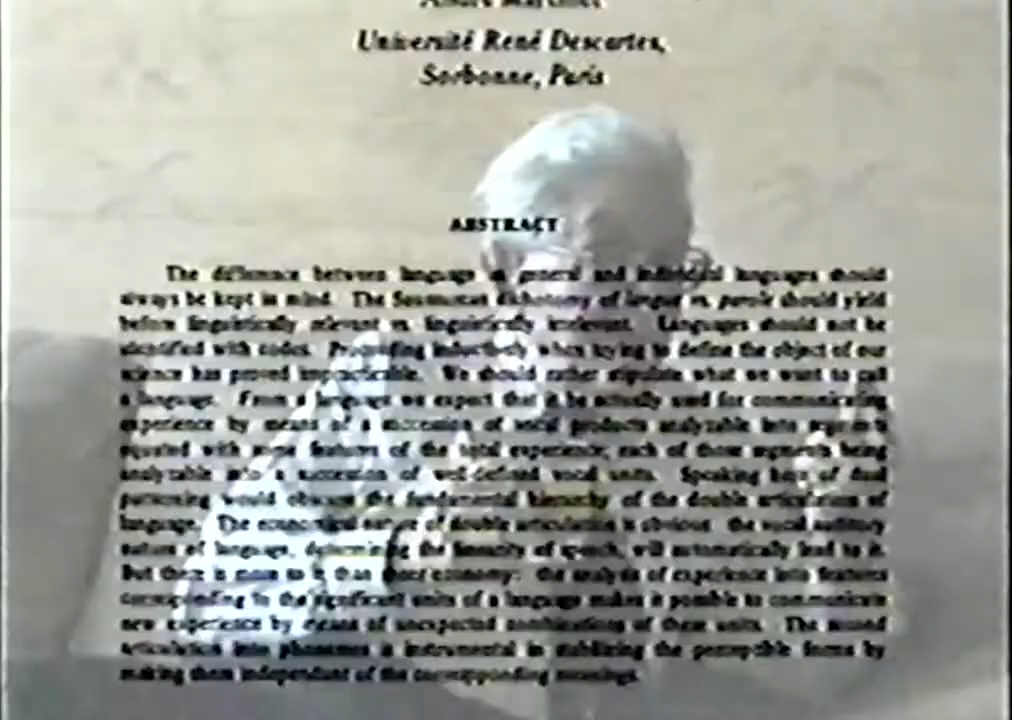 André Martinet
Université René Descartes,
Sorbonne, Paris
ABSTRACT
The difference between language in general and individual languages should
always be kept in mind. The Saussurian dichotomy of langue vs. parole should yield
before linguistically relevant vs. linguistically irrelevant. Languages should not be
identified with codes. Proceeding inductively when trying to define the object of our
science has proved impracticable. We should rather stipulate what we want to call
a language. From a language we expect that it be actually used for communicating
experience by means of a succession of vocal products analyzable into segments
equated with some features of the total experience, each of those segments being
analyzable into a succession of well-defined vocal units. Speaking here of dual
patterning would obscure the fundamental hierarchy of the double articulations of
language. The economical nature of double articulation is obvious: the vocal auditory
nature of language, determining the linearity of speech, will automatically lead to it.
But there is more to it than sheer economy: the analysis of experience into features
corresponding to the significant units of a language makes it possible to communicate
new experience by means of unexpected combinations of these units. The second
articulation into phonemes is instrumental in stabilizing the perceptible forms by
making them independent of the corresponding meanings.